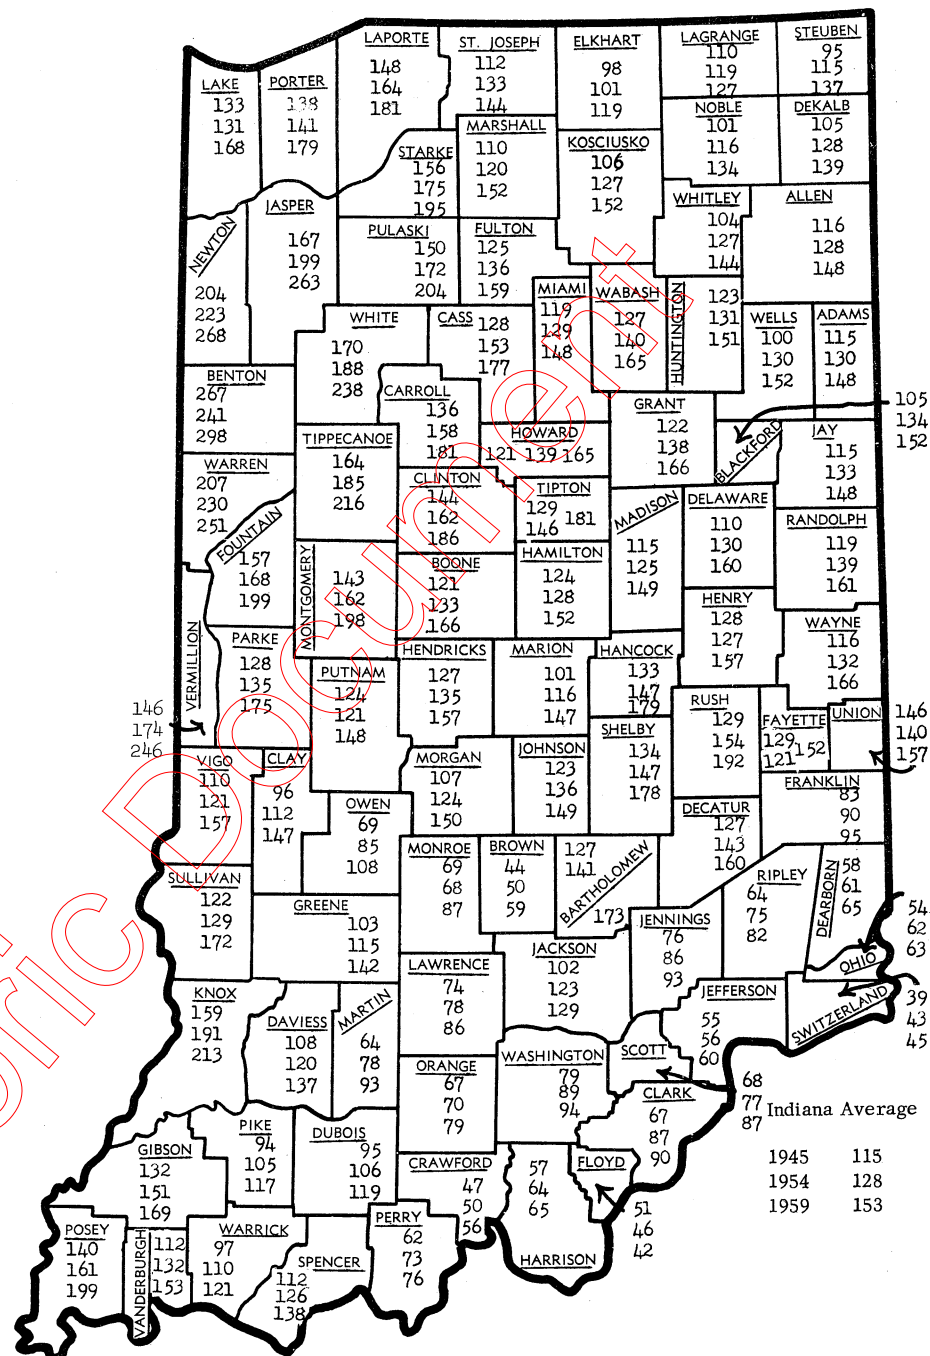 LAKE
133
131
168
PORTER
138
141
179
LAPORTE
148
164
181
ST. JOSEPH
112
133
144
ELKHART
98
101
119
LAGRANGE
110
119
127
STEUBEN
95
115
137
NOBLE
101
116
134
DEKALB
105
128
139
MARSHALL
110
120
152
KOSCIUSKO
106
127
152
STARKE
156
175
195
WHITLEY
104
127
144
ALLEN
116
128
148
NEWTON
204
223
268
JASPER
167
199
263
PULASKI
150
172
204
FULTON
125
136
159
MIAMI
119
129
148
WABASH
127
140
165
HUNTINGTON
123
131
151
WELLS
100
130
152
ADAMS
115
130
148
WHITE
170
188
238
CASS
128
153
177
BENTON
267
241
298
CARROLL
136
158
181
HOWARD
121 139 165
GRANT
122
138
166
BLACKFORD
105
134
152
JAY
115
133
148
TIPPECANOE
164
185
216
WARREN
207
230
251
FOUNTAIN
157
168
199
CLINTON
144
162
186
TIPTON
129
146 181
MADISON
115
125
149
DELAWARE
110
130
160
RANDOLPH
119
139
161
MONTGOMERY
143
162
198
BOONE
121
133
166
HAMILTON
124
128
152
HENRY
128
127
157
WAYNE
116
132
166
VERMILLION
146
174
246
PARKE
128
135
175
PUTNAM
124
121
148
HENDRICKS
127
135
157
MARION
101
116
147
HANCOCK
133
147
179
RUSH
129
154
192
FAYETTE
129
121 152
UNION
146
140
157
SHELBY
134
147
178
VIGO
110
121
157
CLAY
96
112
147
MORGAN
107
124
150
JOHNSON
123
136
149
FRANKLIN
83
90
95
OWEN
69
85
108
DECATUR
127
143
160
MONROE
69
68
87
BROWN
44
50
59
BARTHOLOMEW
127
141
173
RIPLEY
64
75
82
DEARBORN
58
61
65
SULLIVAN
122
129
172
GREENE
103
115
142
JENNINGS
76
86
93
OHIO
54
62
63
JACKSON
102
123
129
LAWRENCE
74
78
86
JEFFERSON
55
56
60
SWITZERLAND
39
43
45
KNOX
159
191
213
DAVIESS
108
120
137
MARTIN
64
78
93
ORANGE
67
70
79
WASHINGTON
79
89
94
SCOTT
68
77
87
CLARK
67
87
90
PIKE
94
105
117
DUBOIS
95
106
119
GIBSON
132
151
169
CRAWFORD
47
50
56
HARRISON
57
64
65
FLOYD
51
46
42
POSEY
140
161
199
VANDERBURGH
112
132
153
WARRICK
97
110
121
SPENCER
112
126
138
PERRY
62
73
76
Indiana Average
1945 115
1954 128
1959 153
ric Document